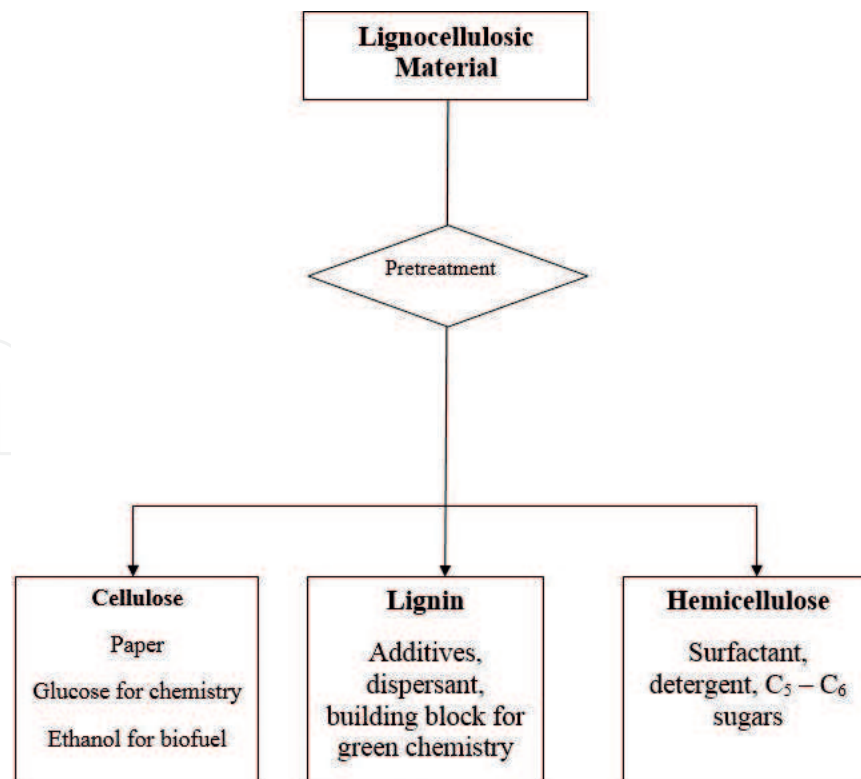 Lignocellulosic
Material
Pretreatment
Cellulose
Paper
Glucose for chemistry
Ethanol for biofuel
Lignin
Additives,
dispersant,
building block for
green chemistry
Hemicellulose
Surfactant,
detergent, C₅ – C₆
sugars